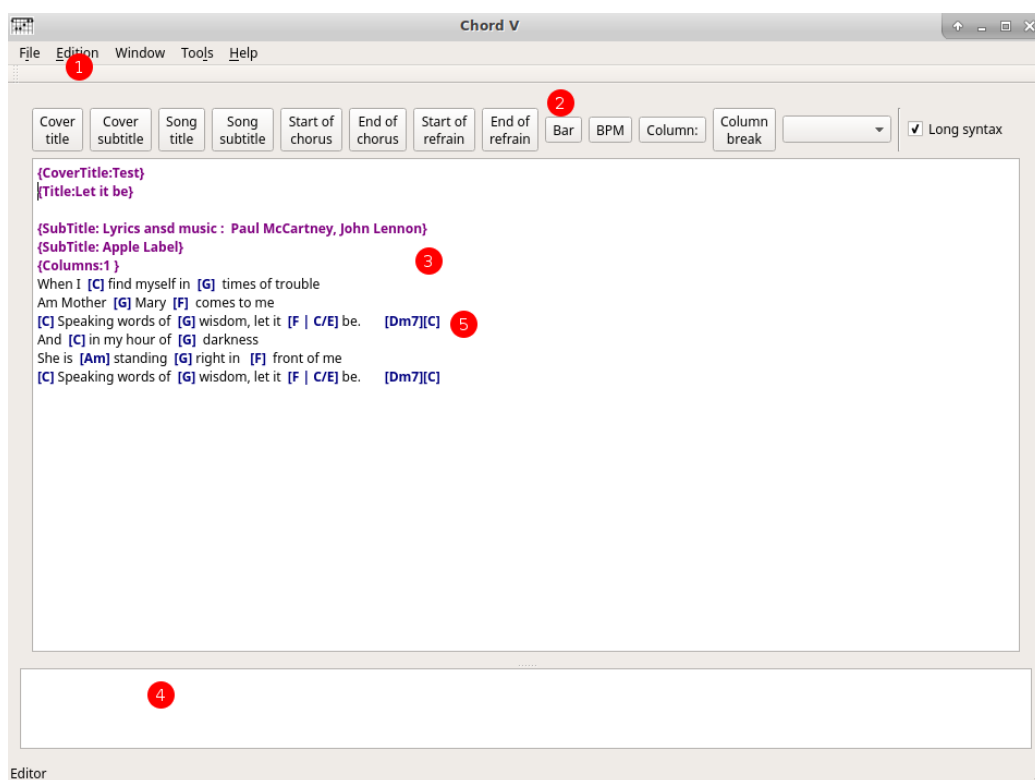 Chord V
File Edition Window Tools Help
1
2
Cover title Cover subtitle Song title Song subtitle Start of chorus End of chorus Start of refrain End of refrain Bar BPM Column: Column break Long syntax
{CoverTitle:Test}
{Title:Let it be}
{SubTitle: Lyrics ansd music :  Paul McCartney, John Lennon}
{SubTitle: Apple Label}
{Columns:1 }
3
When I  [C] find myself in  [G]  times of trouble
Am Mother  [G] Mary  [F]  comes to me
[C] Speaking words of  [G] wisdom, let it  [F | C/E] be.      [Dm7][C]
5
And  [C] in my hour of  [G]  darkness
She is  [Am] standing  [G] right in   [F]  front of me
[C] Speaking words of  [G] wisdom, let it  [F | C/E] be.      [Dm7][C]
4
Editor